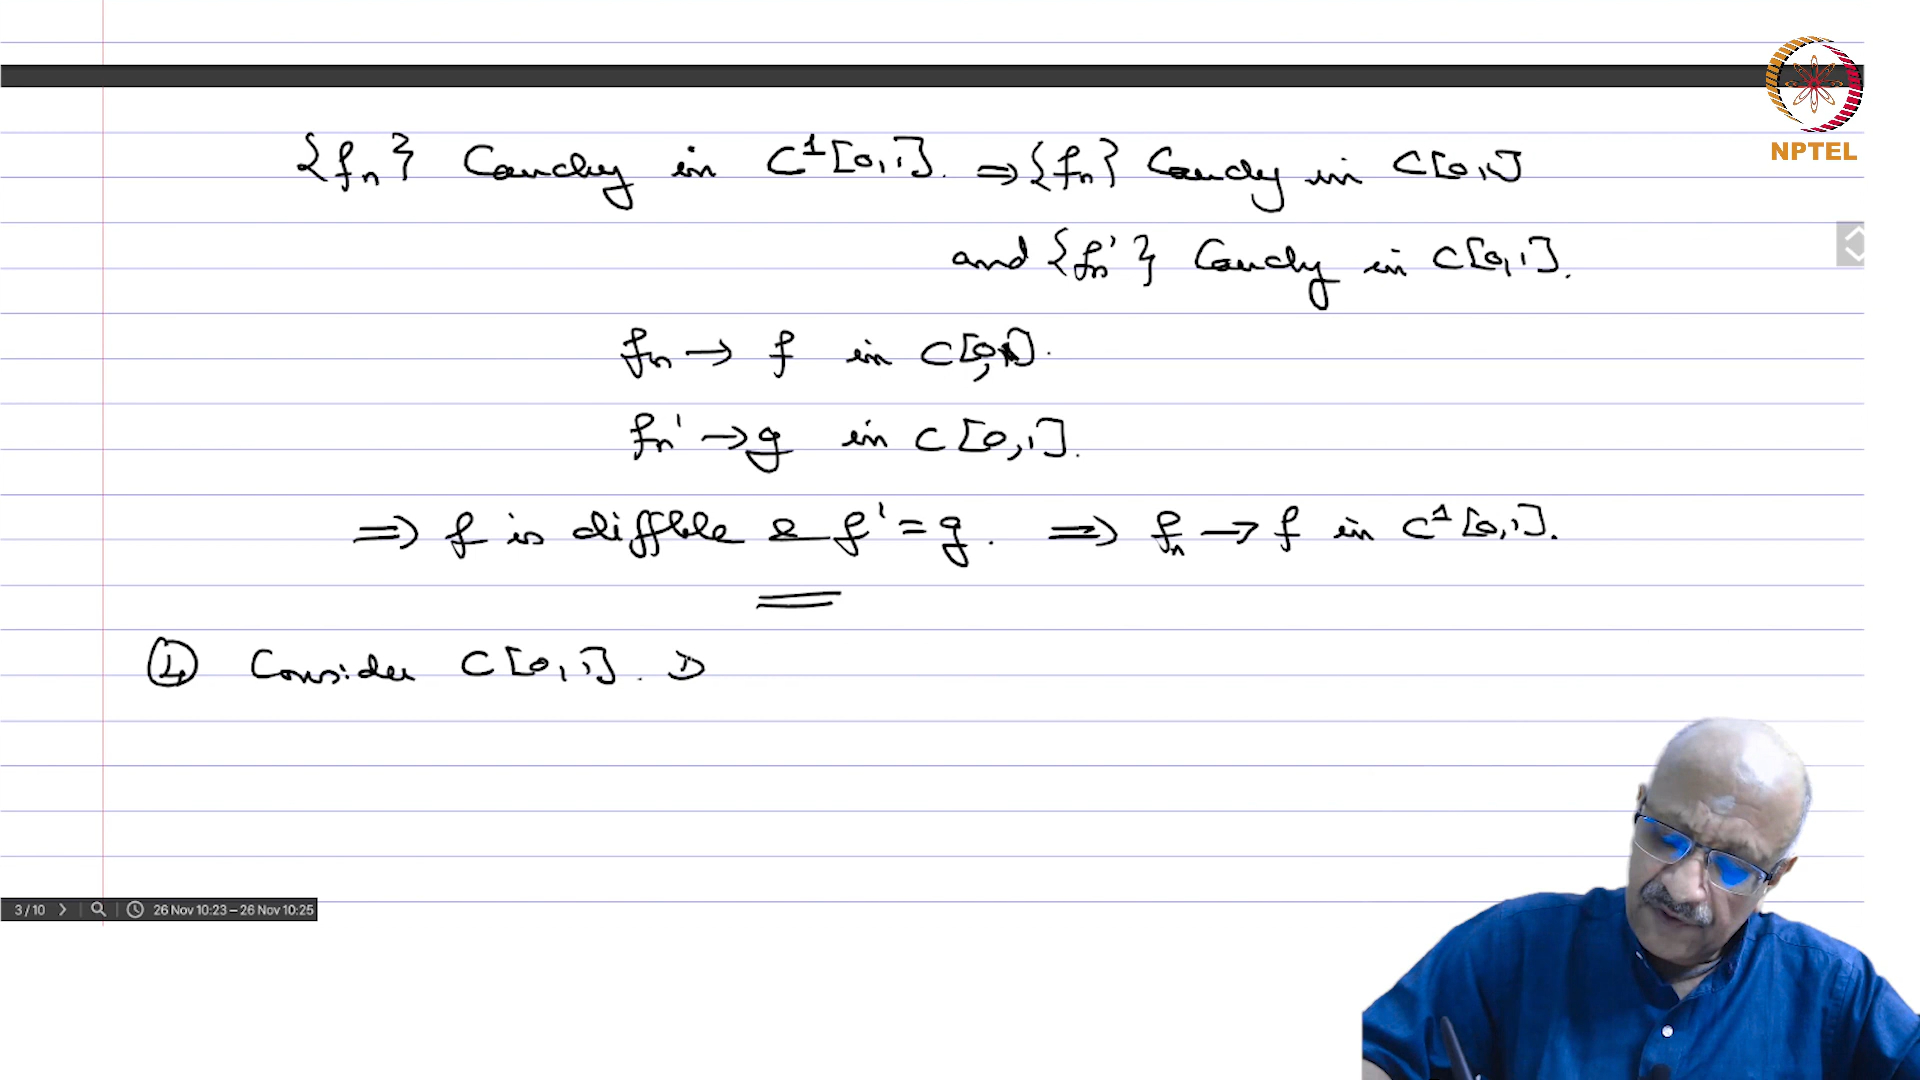 {fₙ} Cauchy in C¹[0,1]. ⇒ {fₙ} Cauchy in C[0,1]
and {fₙ'} Cauchy in C[0,1].
fₙ → f in C[0,1].
fₙ' → g in C[0,1].
⇒ f is diffble & f' = g. ⇒ fₙ → f in C¹[0,1].
④ Consider C[0,1].
NPTEL
3 / 10
26 Nov 10:23 – 26 Nov 10:25